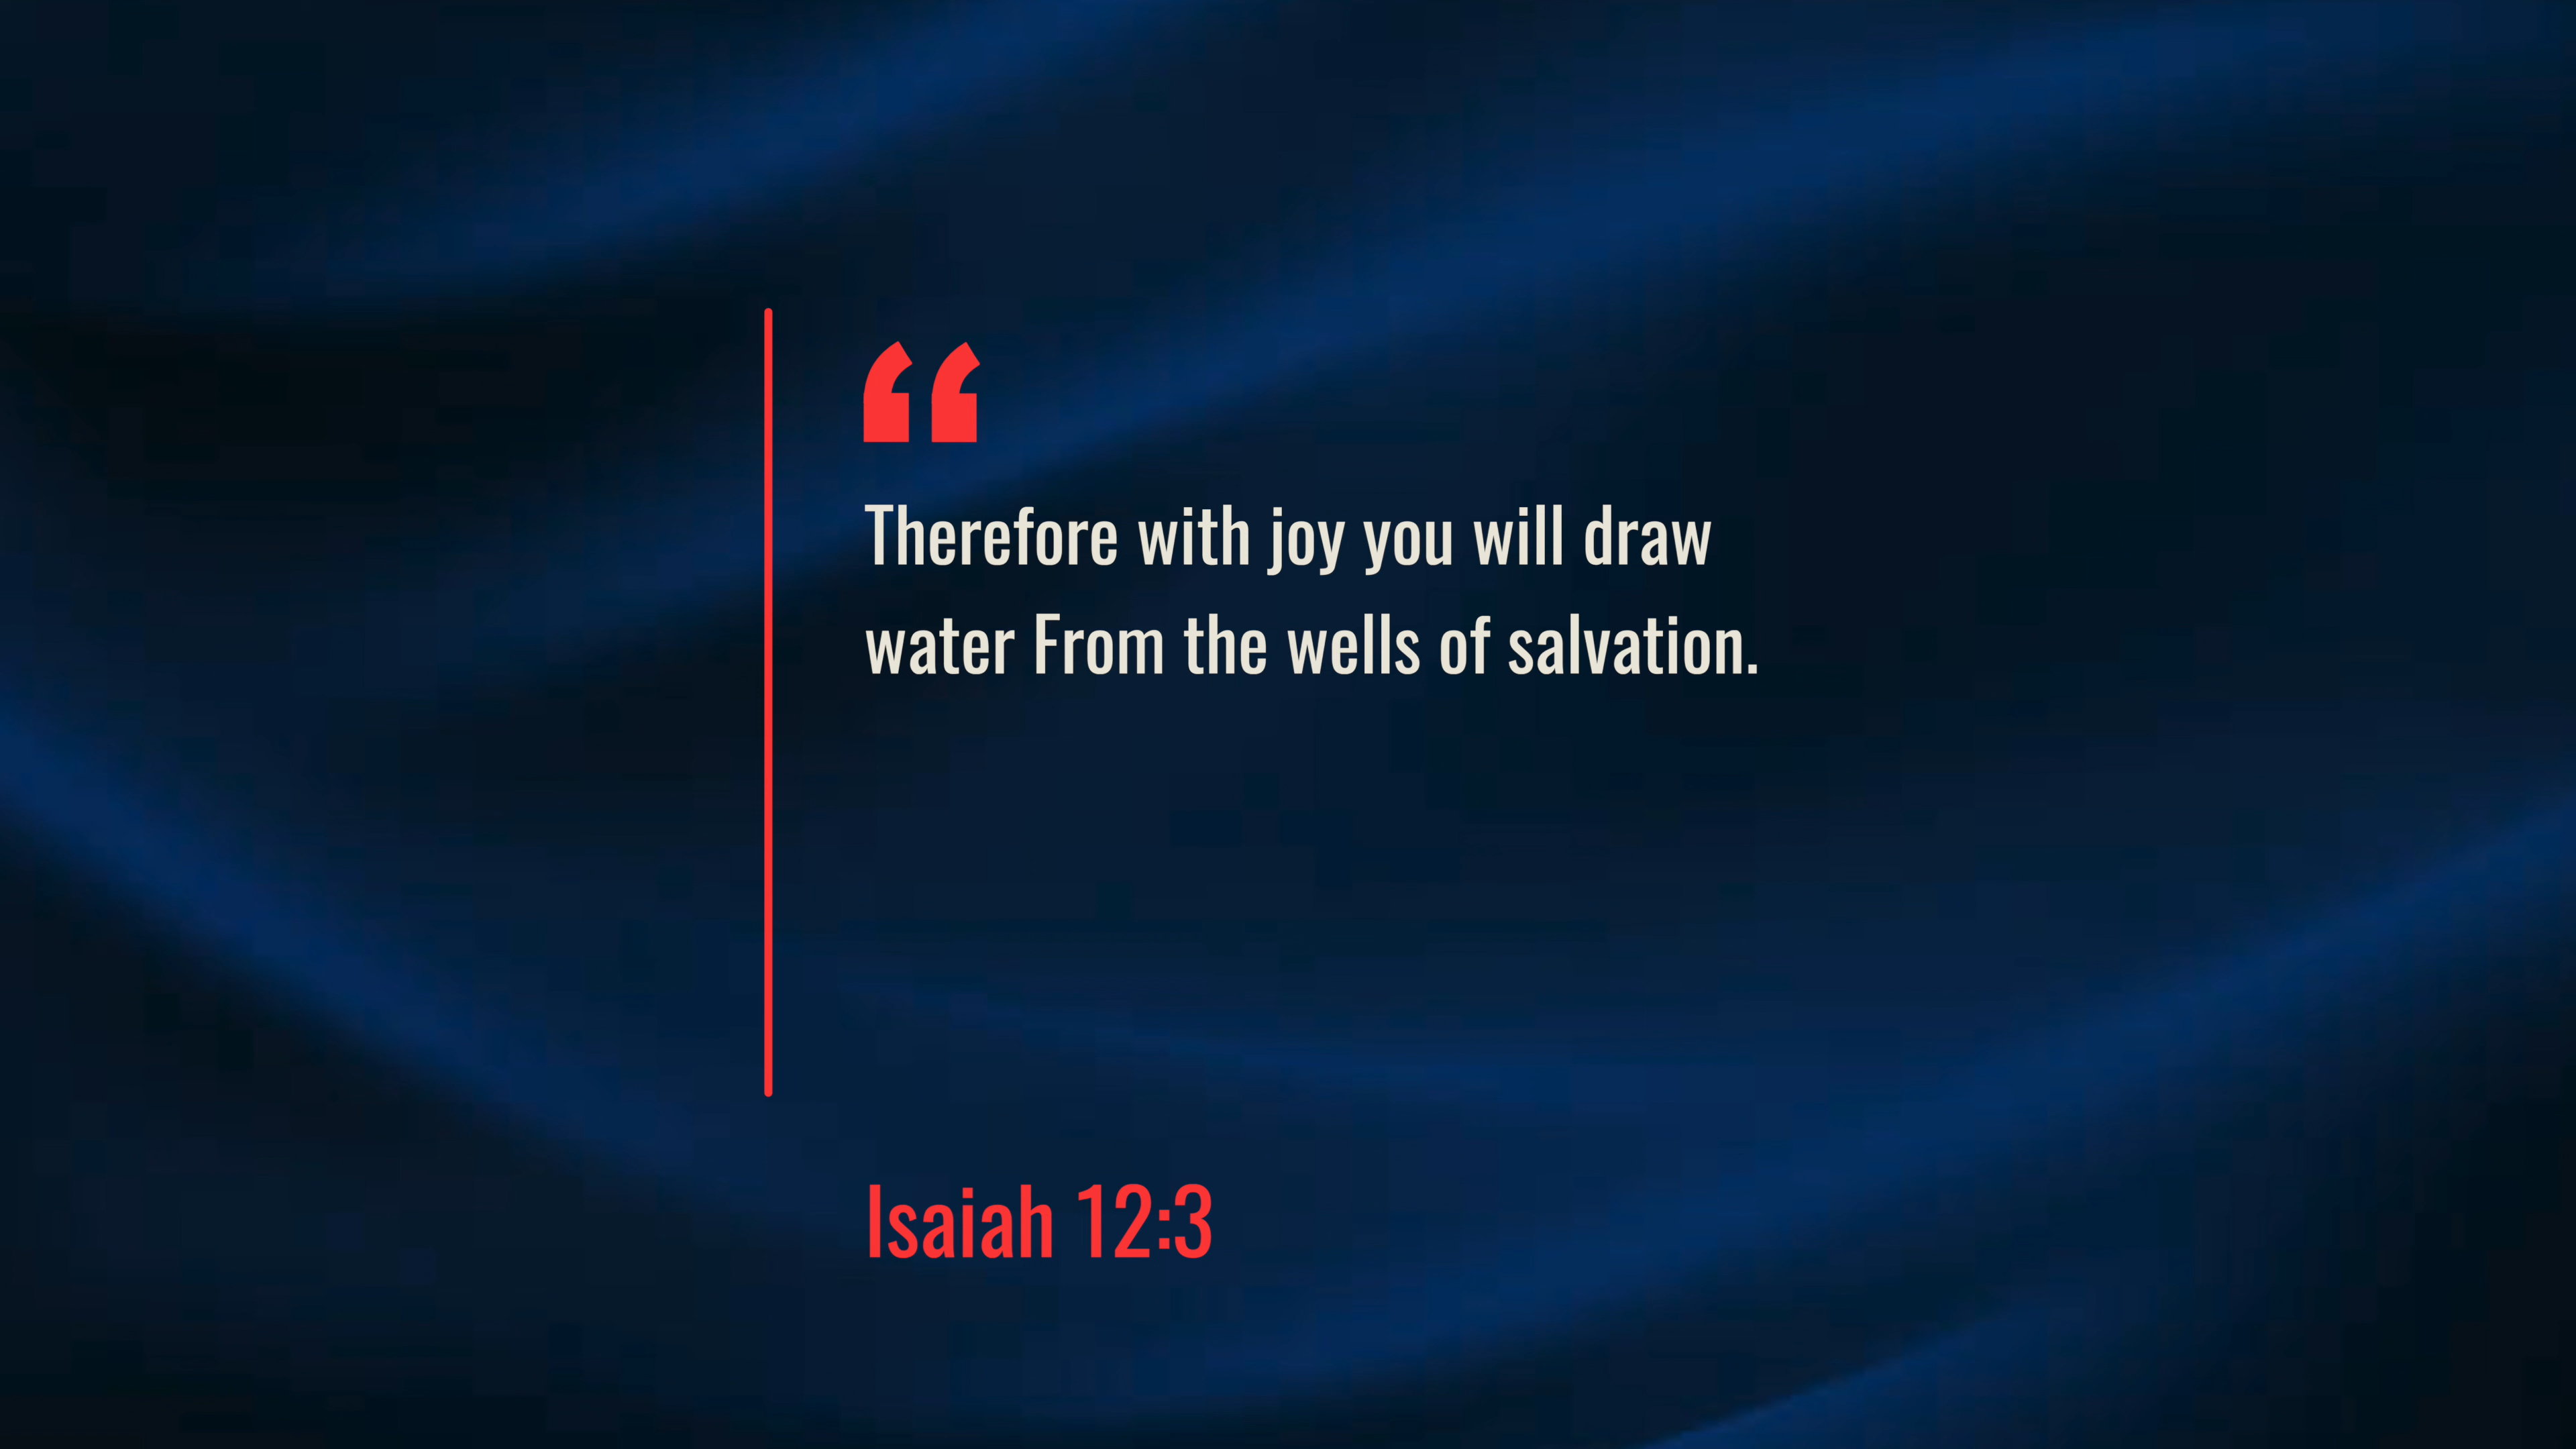 “
Therefore with joy you will draw
water From the wells of salvation.
Isaiah 12:3